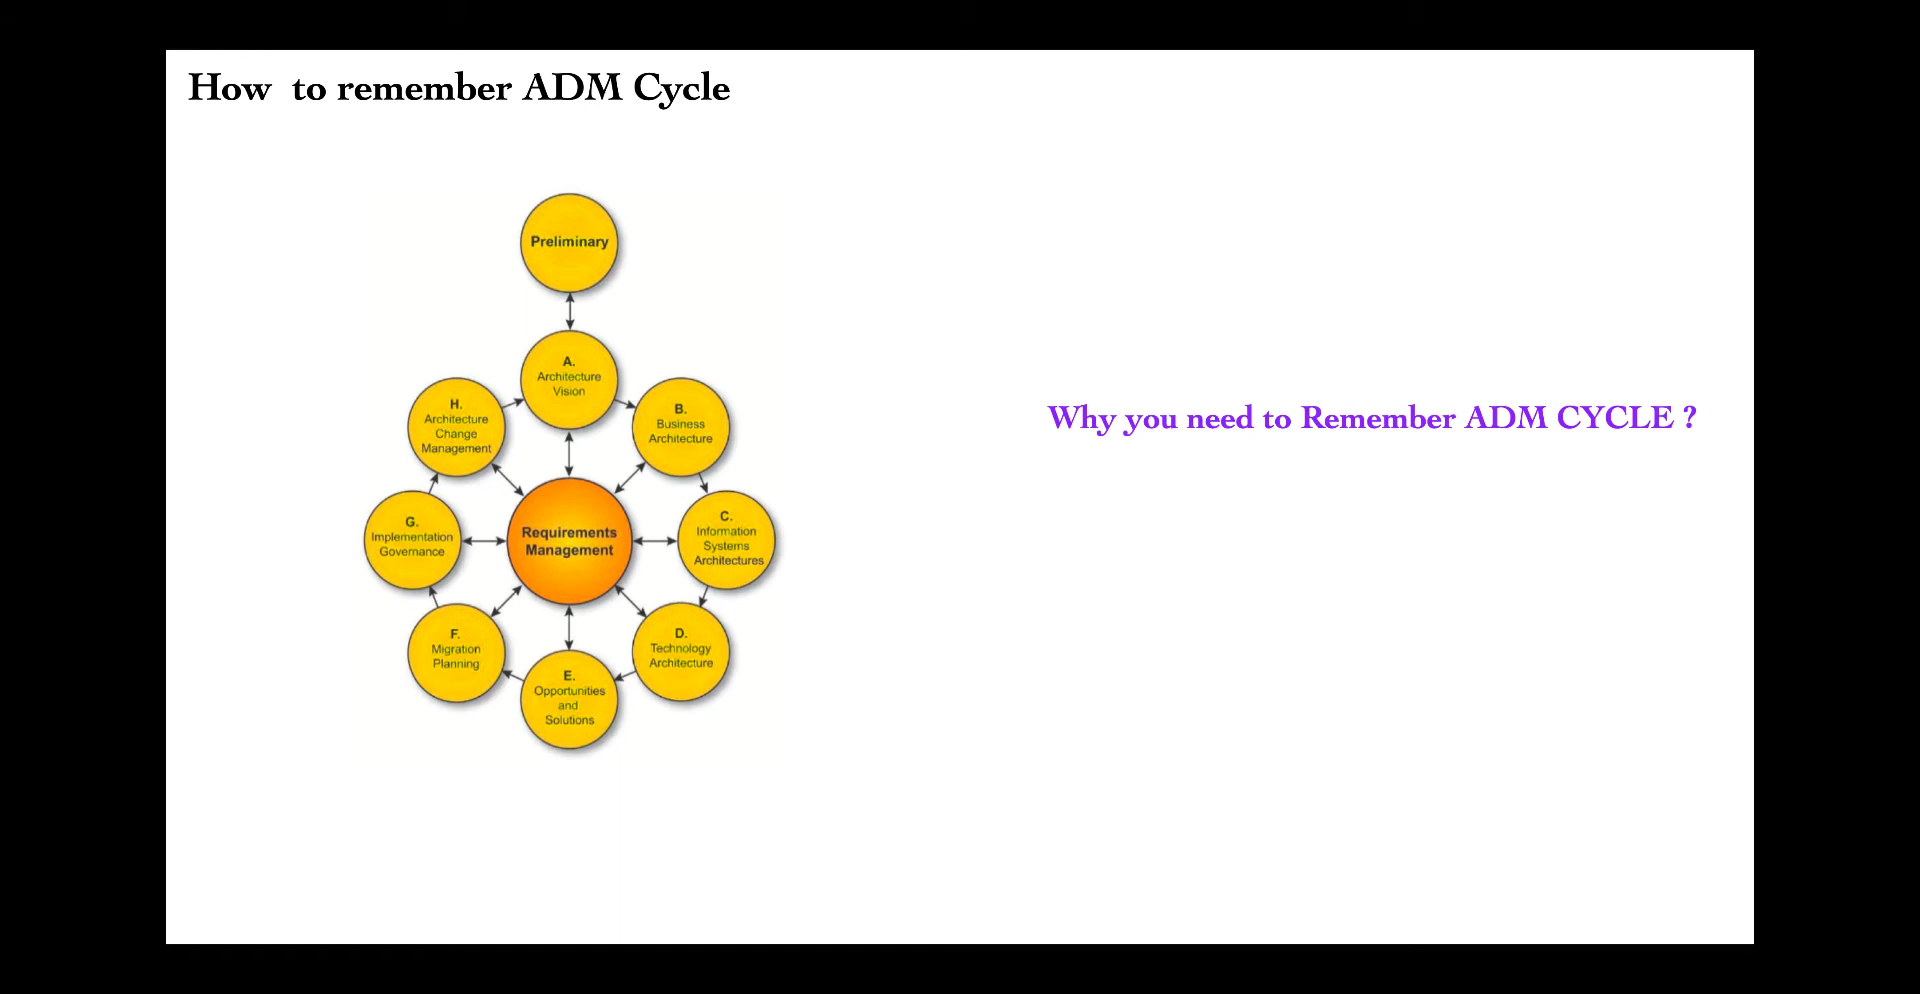 How to remember ADM Cycle
Preliminary
A.
Architecture
Vision
B.
Business
Architecture
C.
Information
Systems
Architectures
D.
Technology
Architecture
E.
Opportunities
and
Solutions
F.
Migration
Planning
G.
Implementation
Governance
H.
Architecture
Change
Management
Requirements
Management
Why you need to Remember ADM CYCLE ?